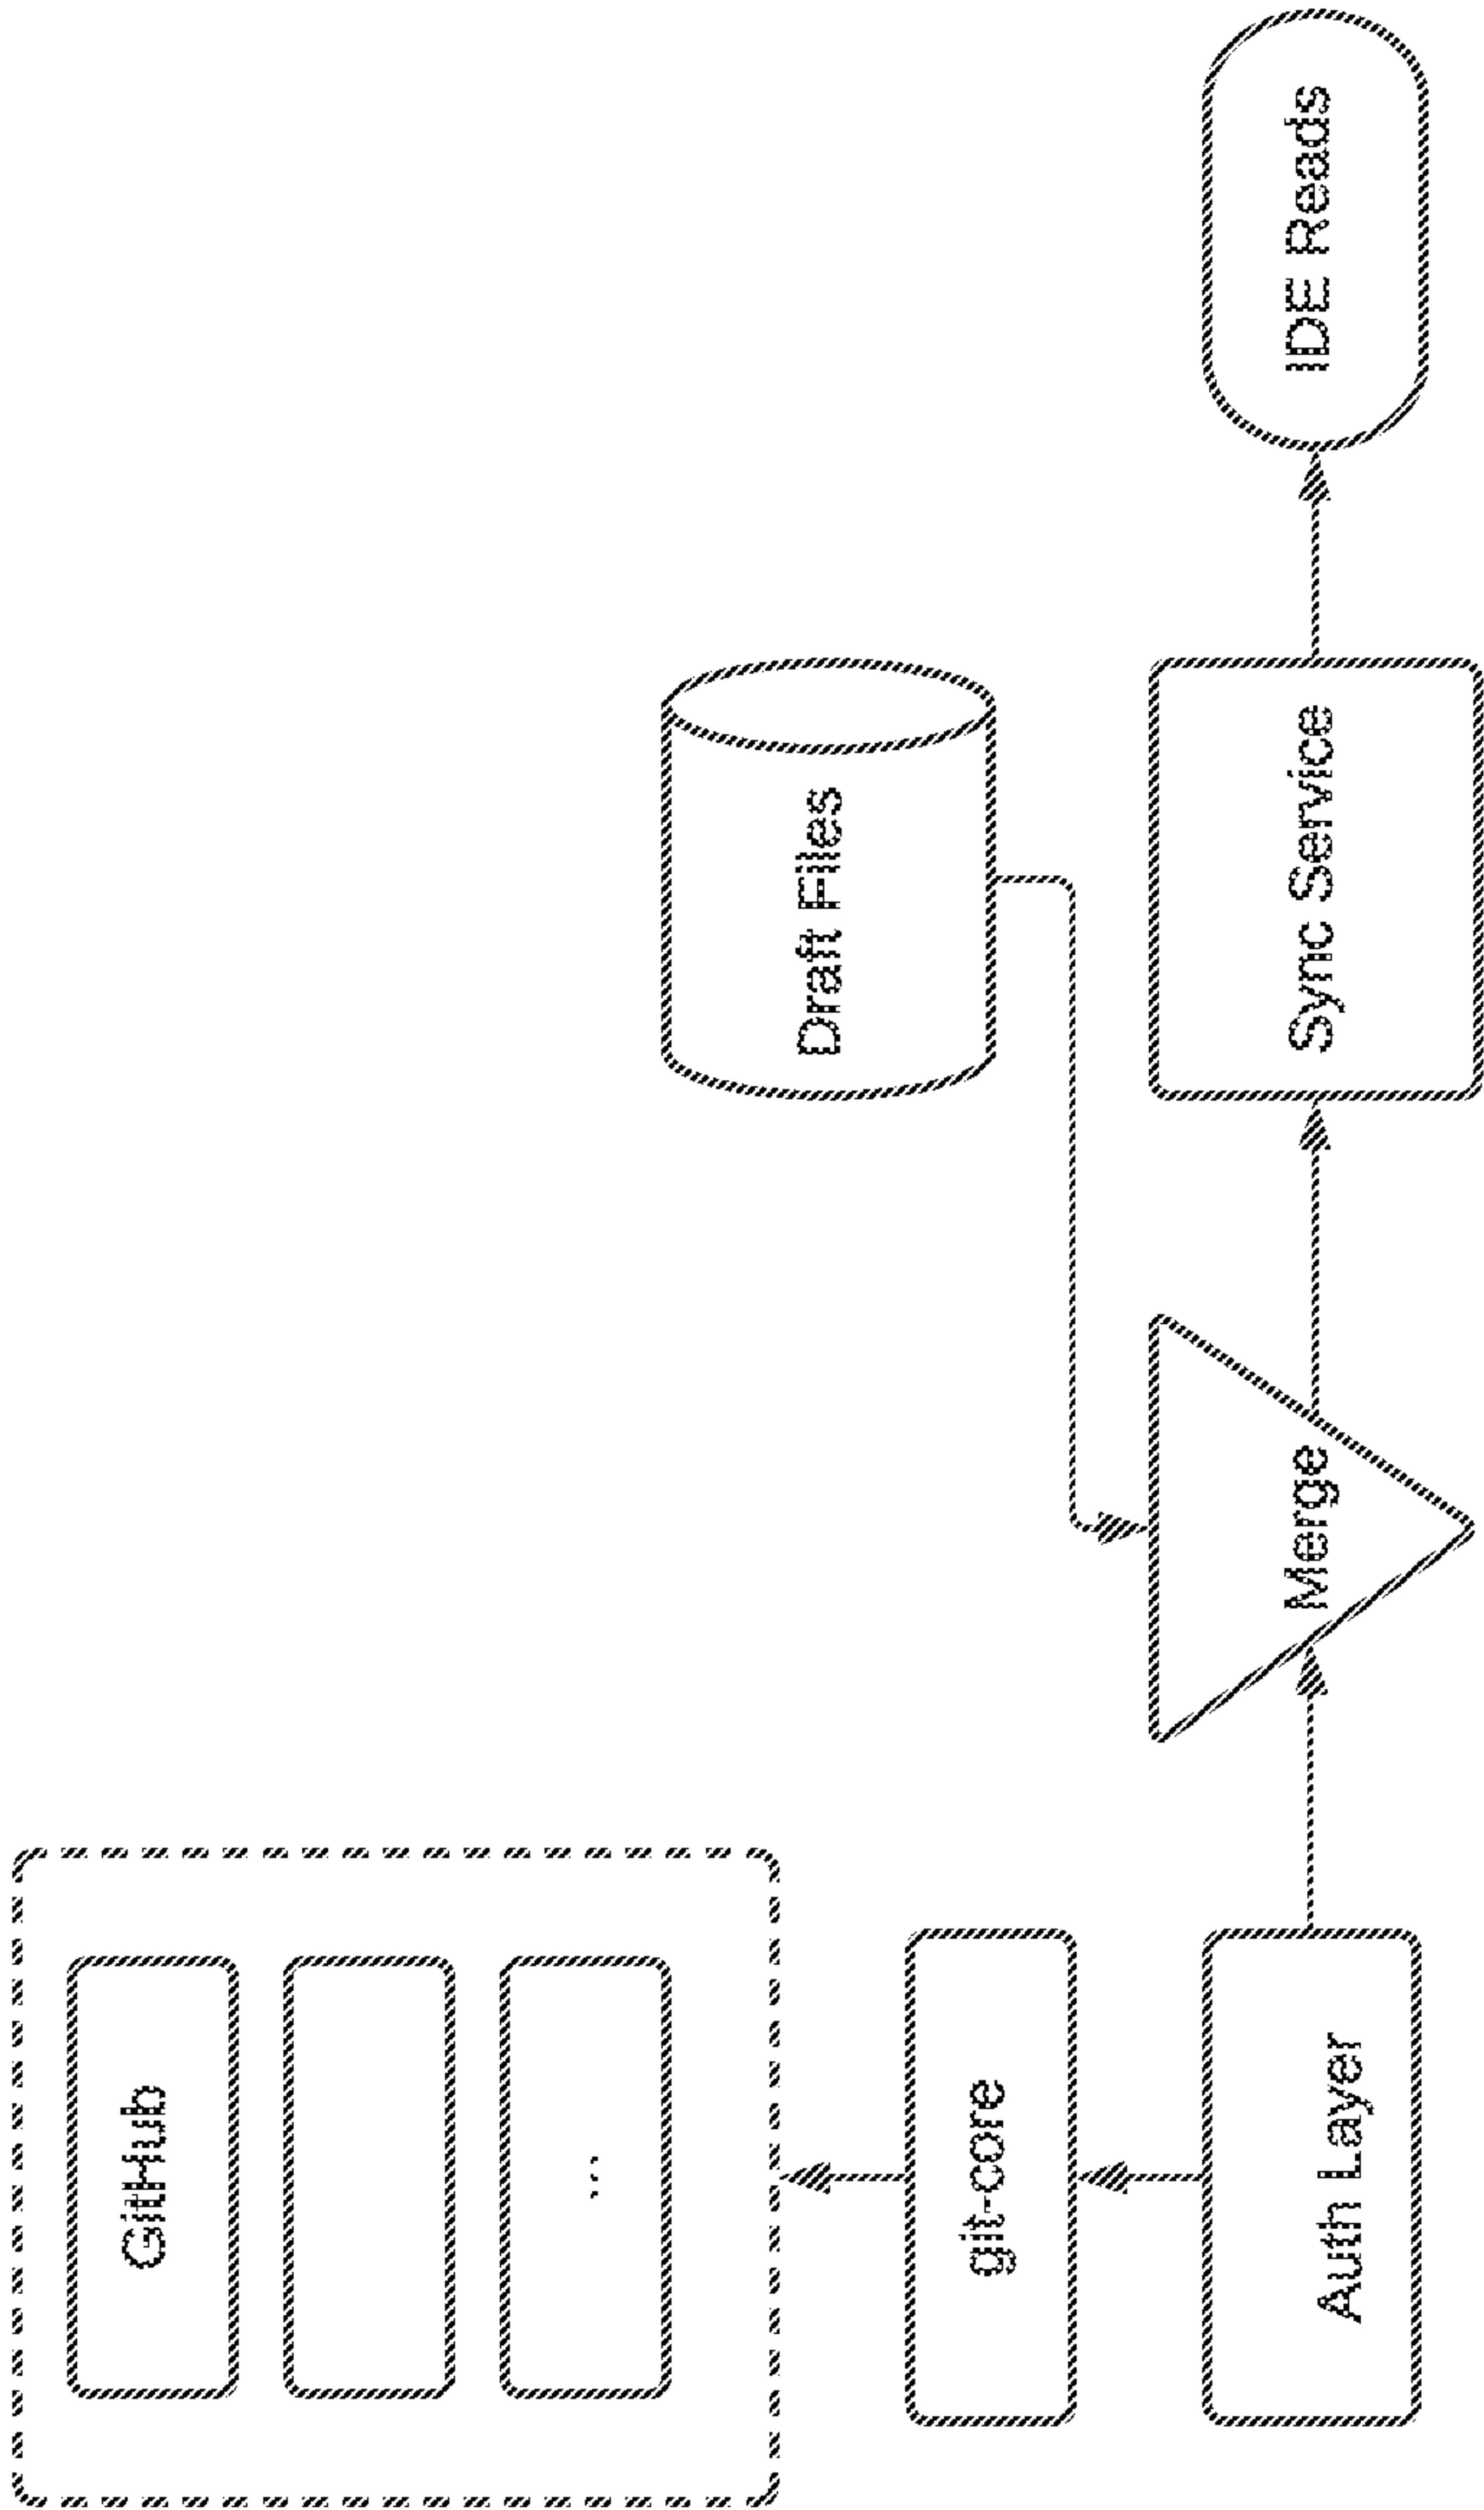 GitHub
...
git-core
Auth Layer
Draft Files
Merge
Sync Service
IDE Reads